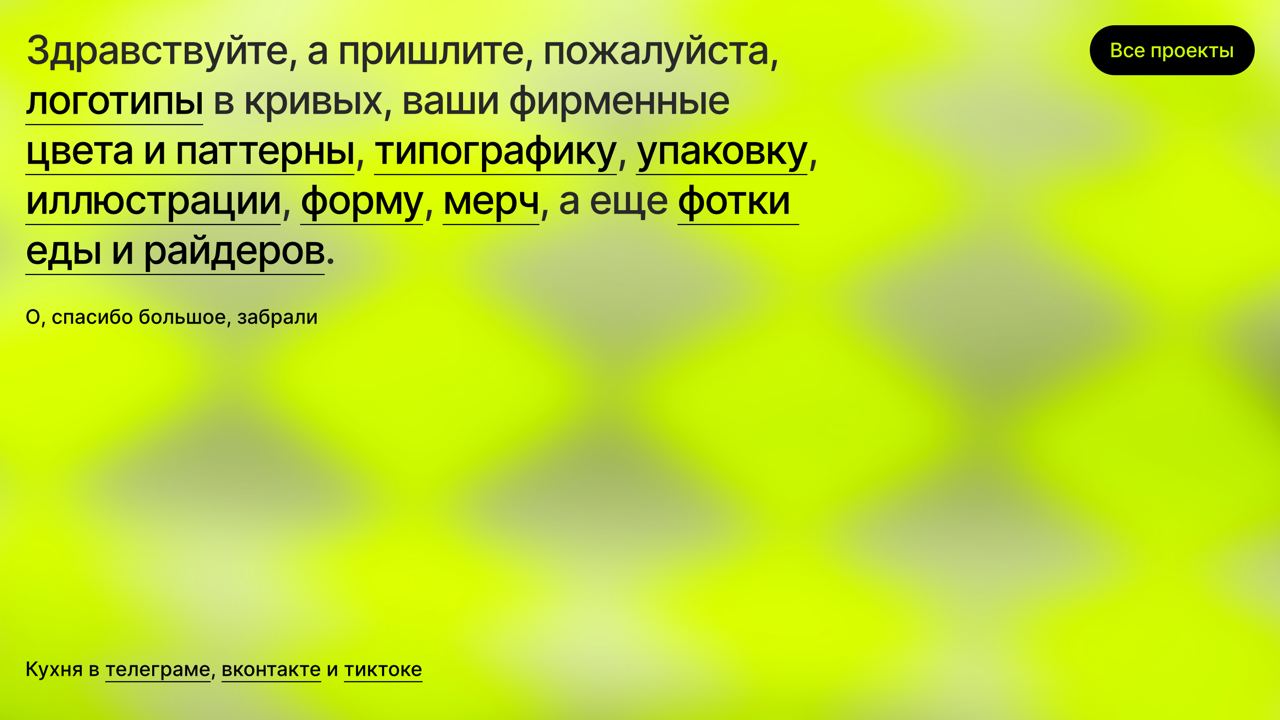 Здравствуйте, а пришлите, пожалуйста,
логотипы в кривых, ваши фирменные
цвета и паттерны, типографику, упаковку,
иллюстрации, форму, мерч, а еще фотки
еды и райдеров.
Все проекты
О, спасибо большое, забрали
Кухня в телеграме, вконтакте и тиктоке